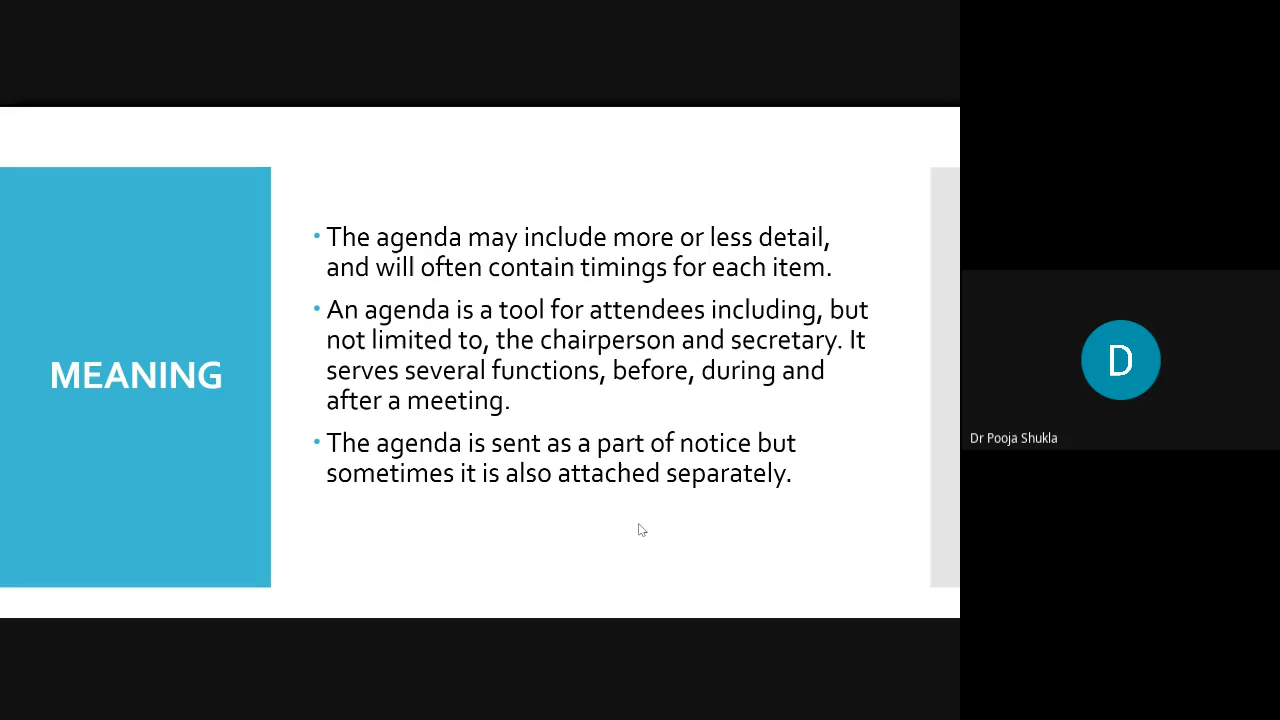 MEANING
• The agenda may include more or less detail,
and will often contain timings for each item.
• An agenda is a tool for attendees including, but
not limited to, the chairperson and secretary. It
serves several functions, before, during and
after a meeting.
• The agenda is sent as a part of notice but
sometimes it is also attached separately.
D
Dr Pooja Shukla